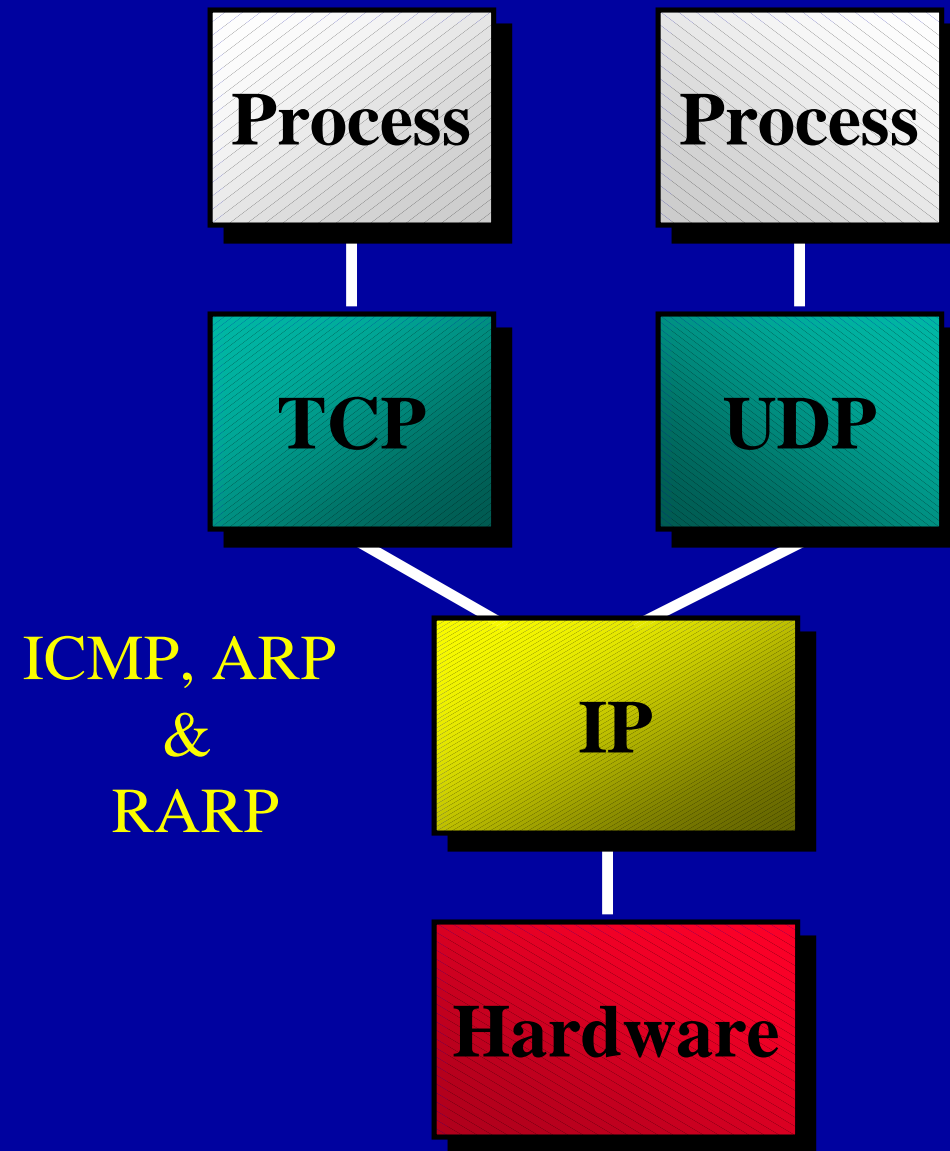 Process
Process
TCP
UDP
ICMP, ARP
&
RARP
IP
Hardware